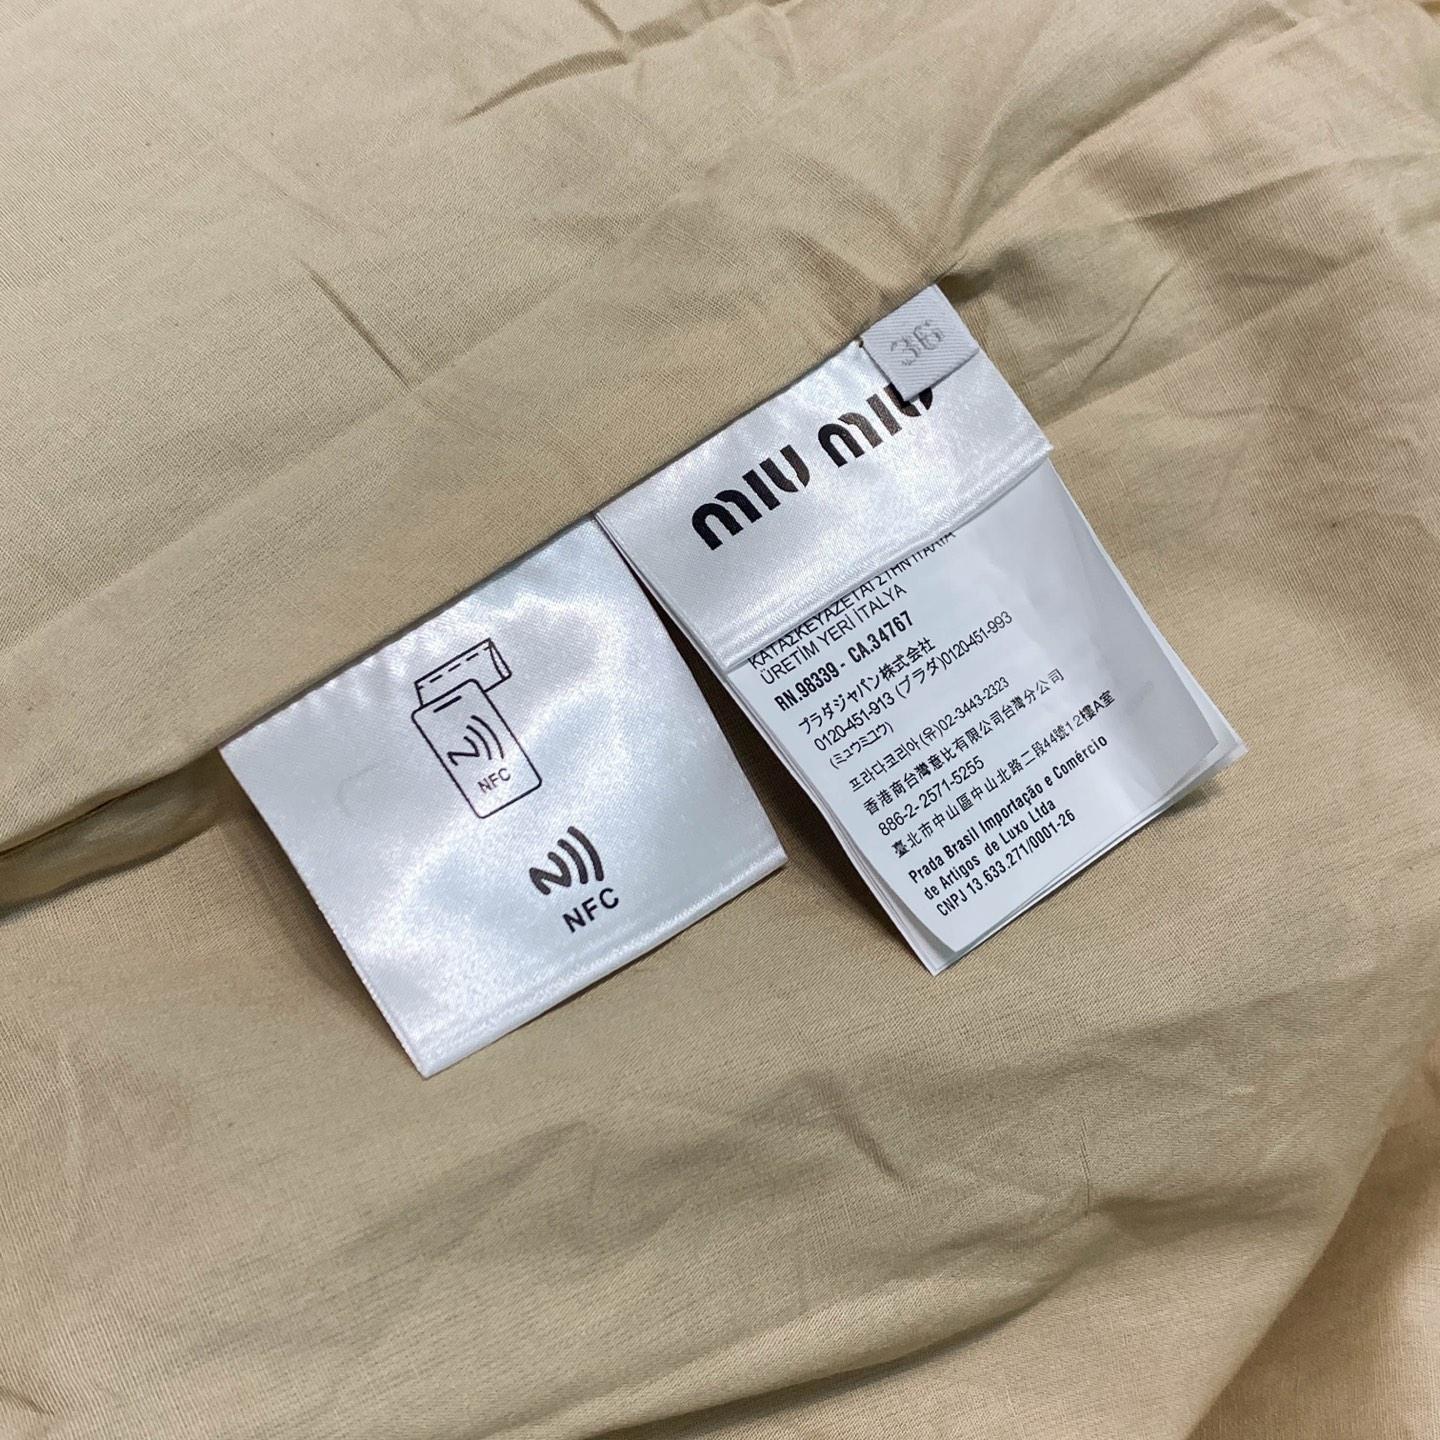 NFC
NFC
36
miu miu
ΚΑΤΑΣΚΕΥΑΖΕΤΑΙ ΣΤΗΝ ΙΤΑΛΙΑ
ÜRETİM YERİ İTALYA
RN.98339 - CA.34767
プラダジャパン株式会社
0120-451-913 (プラダ)0120-451-993
(ミュウミュウ)
프라다코리아(유)02-3443-2323
香港商台灣意比有限公司台灣分公司
886-2-2571-5255
臺北市中山區中山北路二段44號12樓A室
Prada Brasil Importação e Comércio
de Artigos de Luxo Ltda
CNPJ 13.633.271/0001-26